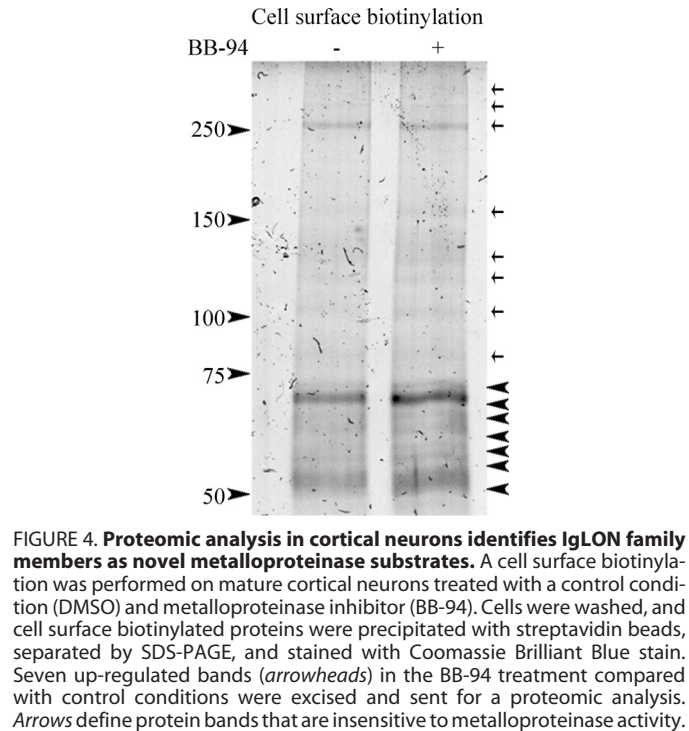 Cell surface biotinylation
BB-94 - +
250
150
100
75
50
FIGURE 4. Proteomic analysis in cortical neurons identifies IgLON family
members as novel metalloproteinase substrates. A cell surface biotinyla-
tion was performed on mature cortical neurons treated with a control condi-
tion (DMSO) and metalloproteinase inhibitor (BB-94). Cells were washed, and
cell surface biotinylated proteins were precipitated with streptavidin beads,
separated by SDS-PAGE, and stained with Coomassie Brilliant Blue stain.
Seven up-regulated bands (arrowheads) in the BB-94 treatment compared
with control conditions were excised and sent for a proteomic analysis.
Arrows define protein bands that are insensitive to metalloproteinase activity.